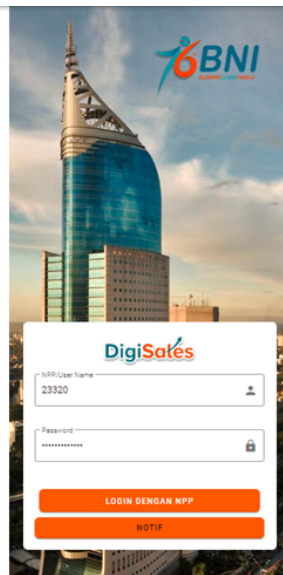 76 BNI
DigiSales
NPP/User Name
23320
Password
•••••••••••••
LOGIN DENGAN NPP
NOTIF